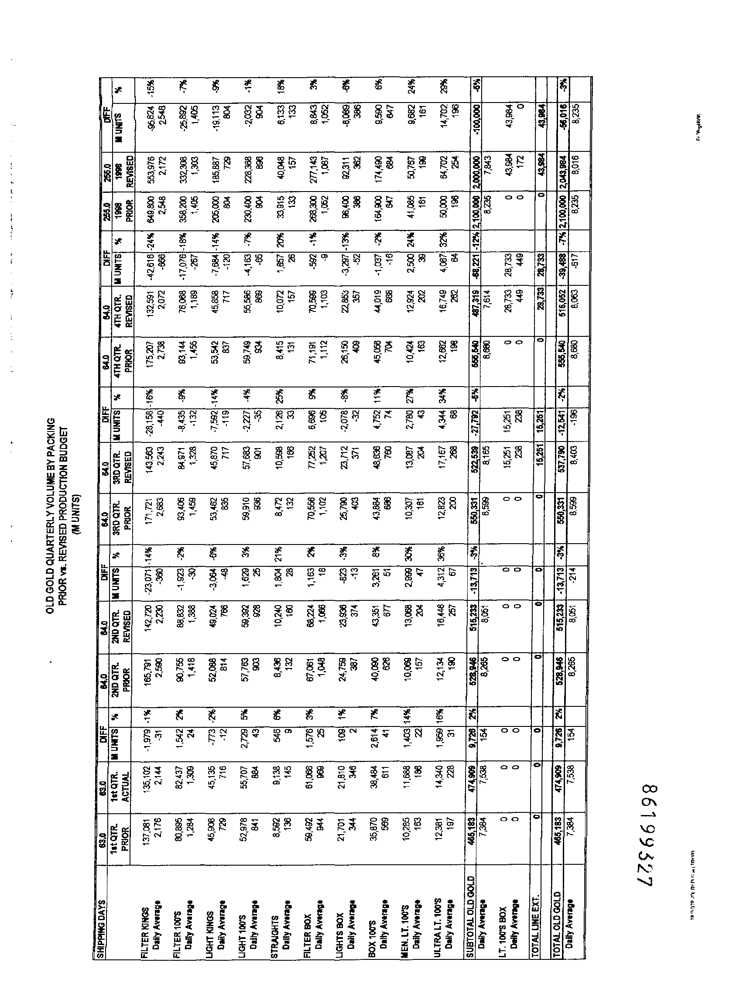 OLD GOLD QUARTERLY VOLUME BY PACKING
PRIOR vs. REVISED PRODUCTION BUDGET
(M UNITS)
SHIPPING DAYS 63.0 63.0 DIFF 64.0 64.0 DIFF 64.0 64.0 DIFF 64.0 64.0 DIFF 255.0 255.0 DIFF
1st QTR. 1st QTR. M UNITS % 2ND QTR. 2ND QTR. M UNITS % 3RD QTR. 3RD QTR. M UNITS % 4TH QTR. 4TH QTR. M UNITS % 1998 1998 M UNITS %
PRIOR ACTUAL PRIOR REVISED PRIOR REVISED PRIOR REVISED PRIOR REVISED
FILTER KINGS 137,081 135,102 -1,979 -1% 165,791 142,720 -23,071 -14% 171,721 143,563 -28,158 -16% 175,207 132,591 -42,616 -24% 649,800 553,976 -95,824 -15%
Daily Average 2,176 2,144 -31 2,590 2,230 -360 2,683 2,243 -440 2,738 2,072 -666 2,548 2,172 2,548
FILTER 100'S 80,895 82,437 1,542 2% 90,755 88,832 -1,923 -2% 93,406 84,971 -8,435 -9% 93,144 76,068 -17,076 -18% 358,200 332,308 -25,892 -7%
Daily Average 1,284 1,309 24 1,418 1,388 -30 1,459 1,328 -132 1,455 1,189 -267 1,405 1,303 1,405
LIGHT KINGS 45,908 45,135 -773 -2% 52,088 49,024 -3,064 -6% 53,462 45,870 -7,592 -14% 53,542 45,858 -7,684 -14% 205,000 185,887 -19,113 -9%
Daily Average 729 716 -12 814 766 -48 835 717 -119 837 717 -120 804 729 804
LIGHT 100'S 52,978 55,707 2,729 5% 57,763 59,392 1,629 3% 59,910 57,683 -2,227 -4% 59,749 55,586 -4,163 -7% 230,400 228,368 -2,032 -1%
Daily Average 841 884 43 903 928 25 936 901 -35 934 869 -65 904 896 904
STRAIGHTS 8,592 9,138 546 6% 8,436 10,240 1,804 21% 8,472 10,598 2,126 25% 8,415 10,072 1,657 20% 33,915 40,048 6,133 18%
Daily Average 136 145 9 132 160 28 132 166 33 131 157 26 133 157 133
FILTER BOX 59,492 61,068 1,576 3% 67,061 68,224 1,163 2% 70,556 77,252 6,696 9% 71,191 70,599 -592 -1% 268,300 277,143 8,843 3%
Daily Average 944 969 25 1,048 1,066 18 1,102 1,207 105 1,112 1,103 -9 1,052 1,087 1,052
LIGHTS BOX 21,701 21,810 109 1% 24,759 23,936 -823 -3% 25,790 23,712 -2,078 -8% 26,150 22,853 -3,297 -13% 98,400 92,311 -6,089 -6%
Daily Average 344 346 2 387 374 -13 403 371 -32 409 357 -52 386 362 386
BOX 100'S 35,870 38,484 2,614 7% 40,090 43,351 3,261 8% 43,884 48,636 4,752 11% 45,056 44,019 -1,037 -2% 164,900 174,490 9,590 6%
Daily Average 569 611 41 626 677 51 686 760 74 704 688 -16 647 684 647
MEN. LT. 100'S 10,285 11,688 1,403 14% 10,069 13,068 2,999 30% 10,307 13,087 2,780 27% 10,424 12,924 2,500 24% 41,085 50,767 9,682 24%
Daily Average 163 186 22 157 204 47 161 204 43 163 202 39 161 199 161
ULTRA LT. 100'S 12,381 14,340 1,959 16% 12,134 16,446 4,312 36% 12,823 17,167 4,344 34% 12,662 16,749 4,087 32% 50,000 64,702 14,702 29%
Daily Average 197 228 31 190 257 67 200 268 68 198 262 64 196 254 196
SUBTOTAL OLD GOLD 465,183 474,909 9,726 2% 528,946 515,233 -13,713 -3% 550,331 522,539 -27,792 -5% 555,540 487,319 -68,221 -12% 2,100,000 2,000,000 -100,000 -5%
Daily Average 7,384 7,538 154 8,265 8,051 8,599 8,165 8,680 7,614 8,235 7,843
LT. 100'S BOX 0 0 0 0 0 0 0 15,251 15,251 0 28,733 28,733 0 43,984 43,984
Daily Average 0 0 0 0 0 0 0 238 238 0 449 449 0 172 0
TOTAL LINE EXT. 0 0 0 0 0 0 0 15,251 15,251 0 28,733 28,733 0 43,984 43,984
TOTAL OLD GOLD 465,183 474,909 9,726 2% 528,946 515,233 -13,713 -3% 550,331 537,790 -12,541 -2% 555,540 516,052 -39,488 -7% 2,100,000 2,043,984 -56,016 -3%
Daily Average 7,384 7,538 154 8,265 8,051 -214 8,599 8,403 -196 8,680 8,063 -617 8,235 8,016 8,235
86199327